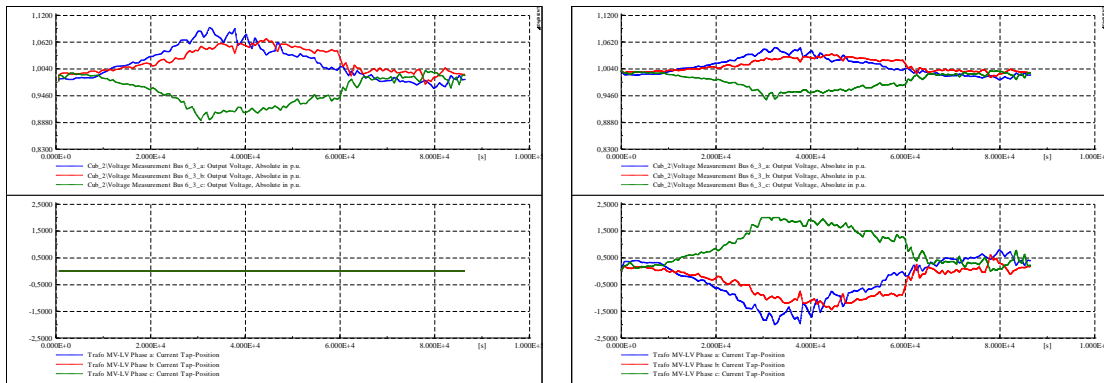 1,1200
1,0620
1,0040
0,9460
0,8880
0,8300
0.000E+0 2.000E+4 4.000E+4 6.000E+4 8.000E+4 [s] 1.000E+
Cub_2\Voltage Measurement Bus 6_3_a: Output Voltage, Absolute in p.u.
Cub_2\Voltage Measurement Bus 6_3_b: Output Voltage, Absolute in p.u.
Cub_2\Voltage Measurement Bus 6_3_c: Output Voltage, Absolute in p.u.
2,5000
1,5000
0,5000
-0,5000
-1,5000
-2,5000
0.000E+0 2.000E+4 4.000E+4 6.000E+4 8.000E+4 [s] 1.000E+
Trafo MV-LV Phase a: Current Tap-Position
Trafo MV-LV Phase b: Current Tap-Position
Trafo MV-LV Phase c: Current Tap-Position
1,1200
1,0620
1,0040
0,9460
0,8880
0,8300
0.000E+0 2.000E+4 4.000E+4 6.000E+4 8.000E+4 [s] 1.000E+
Cub_2\Voltage Measurement Bus 6_3_a: Output Voltage, Absolute in p.u.
Cub_2\Voltage Measurement Bus 6_3_b: Output Voltage, Absolute in p.u.
Cub_2\Voltage Measurement Bus 6_3_c: Output Voltage, Absolute in p.u.
2,5000
1,5000
0,5000
-0,5000
-1,5000
-2,5000
0.000E+0 2.000E+4 4.000E+4 6.000E+4 8.000E+4 [s] 1.000E+
Trafo MV-LV Phase a: Current Tap-Position
Trafo MV-LV Phase b: Current Tap-Position
Trafo MV-LV Phase c: Current Tap-Position